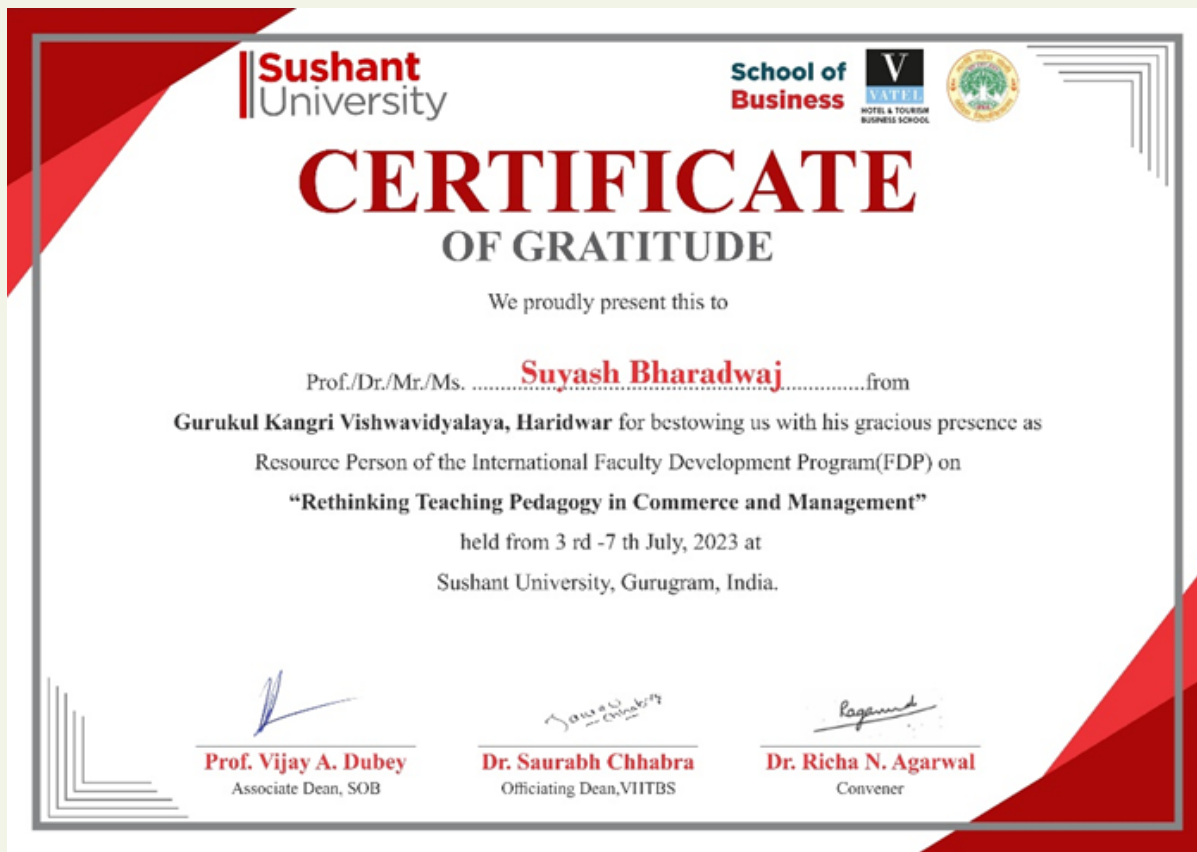 Sushant
University
School of
Business
V
VATEL
HOTEL & TOURISM
BUSINESS SCHOOL
CERTIFICATE
OF GRATITUDE
We proudly present this to
Prof./Dr./Mr./Ms. ........Suyash Bharadwaj.............from
Gurukul Kangri Vishwavidyalaya, Haridwar for bestowing us with his gracious presence as
Resource Person of the International Faculty Development Program(FDP) on
“Rethinking Teaching Pedagogy in Commerce and Management”
held from 3 rd -7 th July, 2023 at
Sushant University, Gurugram, India.
Saurabh
Chhabra
Prof. Vijay A. Dubey
Dr. Saurabh Chhabra
Dr. Richa N. Agarwal
Associate Dean, SOB
Officiating Dean,VHTBS
Convener